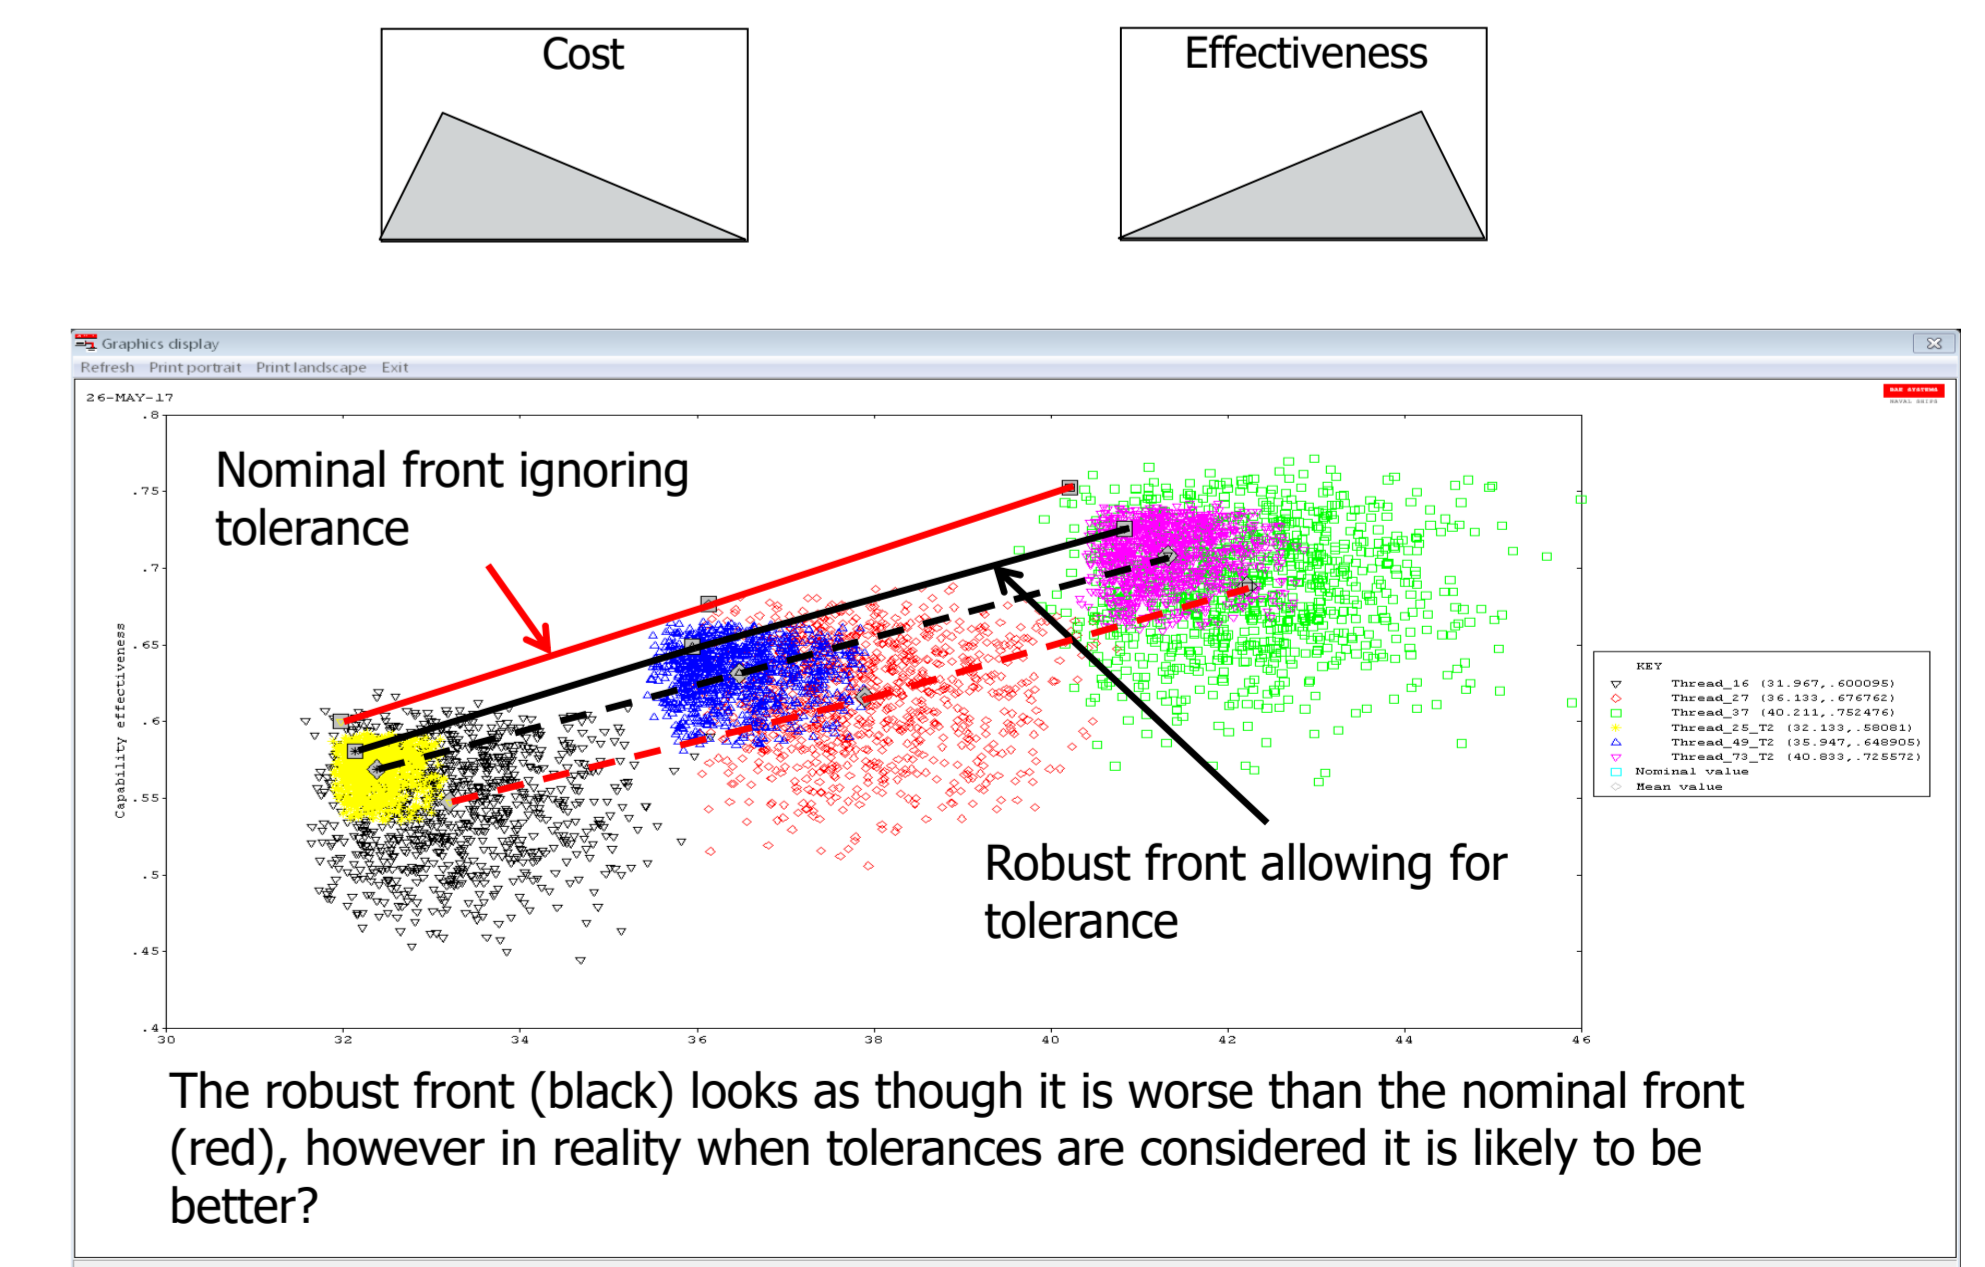 Cost
Effectiveness
Graphics display
Refresh Print portrait Print landscape Exit
26-MAY-17
BAE SYSTEMS
NAVAL SHIPS
.8
.75
.7
.65
.6
.55
.5
.45
.4
Capability effectiveness
30 32 34 36 38 40 42 44 46
Nominal front ignoring
tolerance
Robust front allowing for
tolerance
KEY
Thread_16 (31.967,.600095)
Thread_27 (36.133,.676762)
Thread_37 (40.211,.752476)
Thread_25_T2 (32.133,.58081)
Thread_49_T2 (35.947,.648905)
Thread_73_T2 (40.833,.725572)
Nominal value
Mean value
The robust front (black) looks as though it is worse than the nominal front
(red), however in reality when tolerances are considered it is likely to be
better?